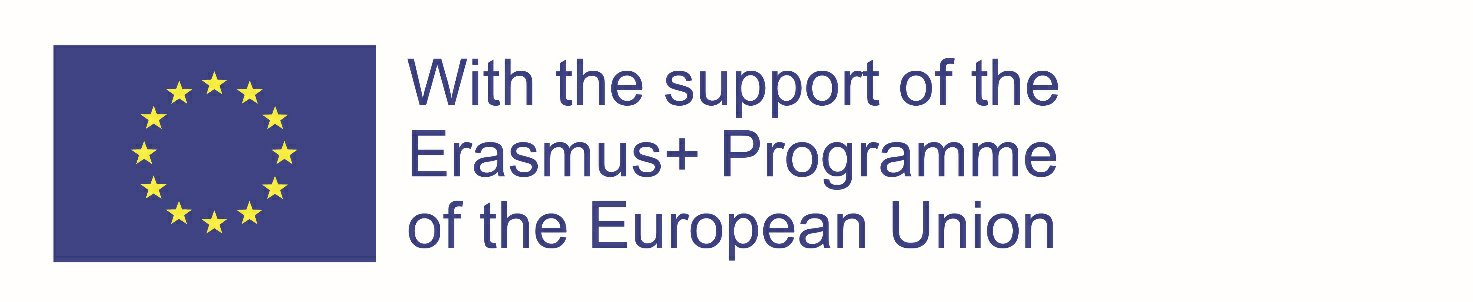 With the support of the
Erasmus+ Programme
of the European Union